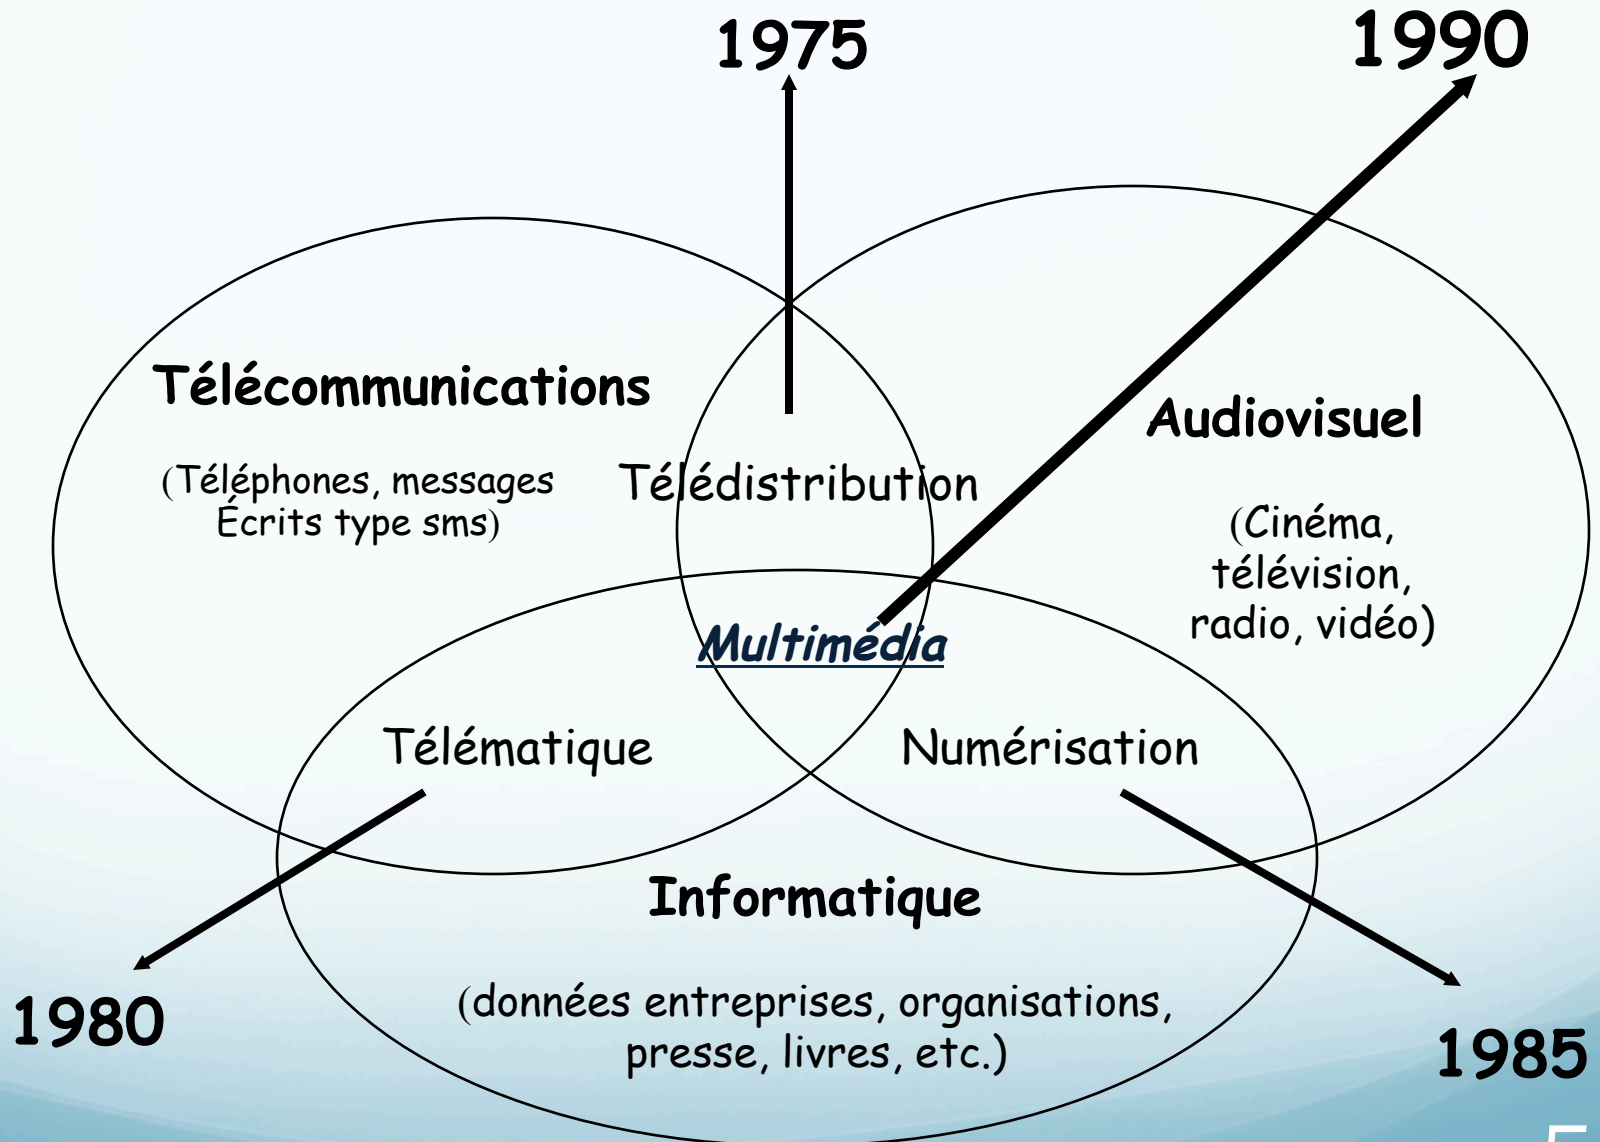 1975
1990
Télécommunications
Audiovisuel
(Téléphones, messages
Écrits type sms)
Télédistribution
(Cinéma,
télévision,
radio, vidéo)
Multimédia
Télématique
Numérisation
Informatique
(données entreprises, organisations,
presse, livres, etc.)
1980
1985